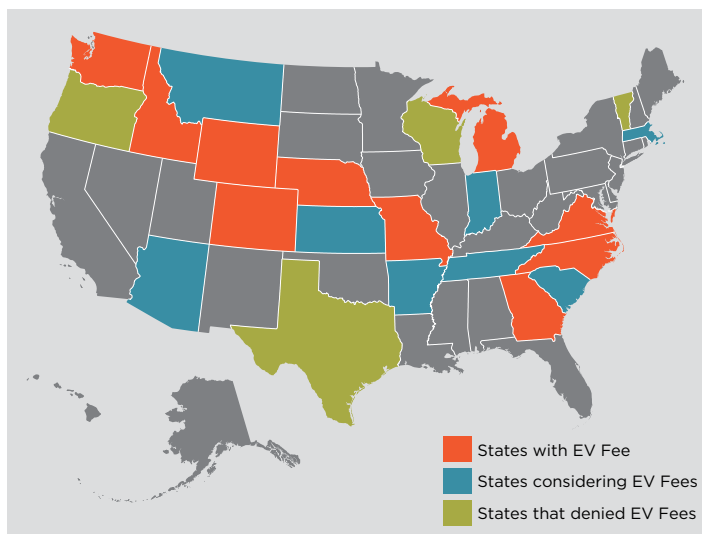 States with EV Fee
States considering EV Fees
States that denied EV Fees